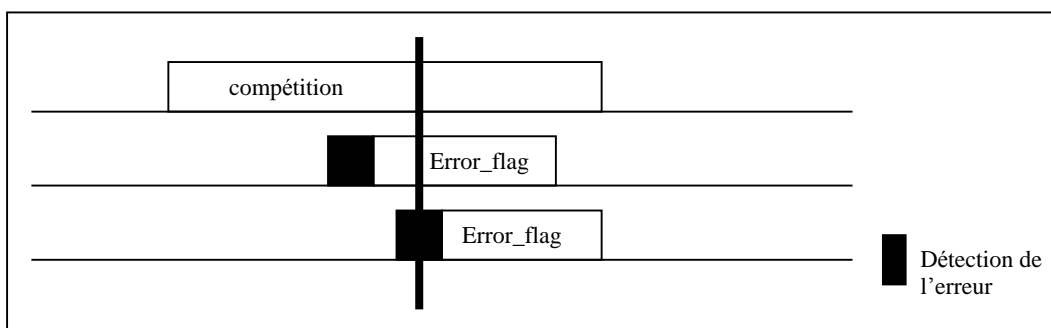 compétition
Error_flag
Error_flag
Détection de
l’erreur